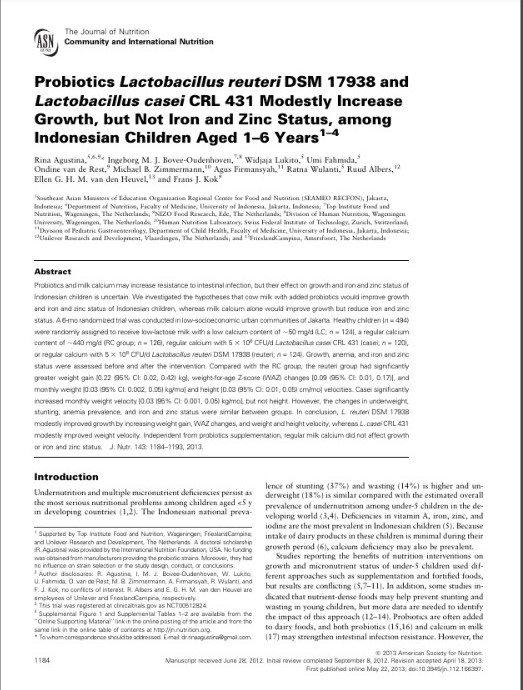 ASN
The Journal of Nutrition
Community and International Nutrition
Probiotics Lactobacillus reuteri DSM 17938 and
Lactobacillus casei CRL 431 Modestly Increase
Growth, but Not Iron and Zinc Status, among
Indonesian Children Aged 1–6 Years1–4
Rina Agustina,5,6,9* Ingeborg M. J. Bovee-Oudenhoven,7,8 Widjaja Lukito,5 Umi Fahmida,5
Ondine van de Rest,9 Michael B. Zimmermann,10 Agus Firmansyah,11 Ratna Wulanti,5 Ruud Albers,12
Ellen G. H. M. van den Heuvel,13 and Frans J. Kok9
5Southeast Asian Ministers of Education Organization Regional Center for Food and Nutrition (SEAMEO RECFON), Jakarta,
Indonesia; 6Department of Nutrition, Faculty of Medicine, University of Indonesia, Jakarta, Indonesia; 7Top Institute Food and
Nutrition, Wageningen, The Netherlands; 8NIZO Food Research, Ede, The Netherlands; 9Division of Human Nutrition, Wageningen
University, Wageningen, The Netherlands; 10Human Nutrition Laboratory, Swiss Federal Institute of Technology, Zurich, Switzerland;
11Division of Pediatric Gastroenterology, Department of Child Health, Faculty of Medicine, University of Indonesia, Jakarta, Indonesia;
12Unilever Research and Development, Vlaardingen, The Netherlands; and 13FrieslandCampina, Amersfoort, The Netherlands
Abstract
Probiotics and milk calcium may increase resistance to intestinal infection, but their effect on growth and iron and zinc status of
Indonesian children is uncertain. We investigated the hypotheses that cow milk with added probiotics would improve growth
and iron and zinc status of Indonesian children, whereas milk calcium alone would improve growth but reduce iron and zinc
status. A 6-mo randomized trial was conducted in low-socioeconomic urban communities of Jakarta. Healthy children (n = 494)
were randomly assigned to receive low-lactose milk with a low calcium content of ~50 mg/d (LC; n = 124), a regular calcium
content of ~440 mg/d (RC group; n = 126), regular calcium with 5 × 108 CFU/d Lactobacillus casei CRL 431 (casei; n = 120),
or regular calcium with 5 × 108 CFU/d Lactobacillus reuteri DSM 17938 (reuteri; n = 124). Growth, anemia, and iron and zinc
status were assessed before and after the intervention. Compared with the RC group, the reuteri group had significantly
greater weight gain [0.22 (95% CI: 0.02, 0.42) kg], weight-for-age Z-score (WAZ) changes [0.09 (95% CI: 0.01, 0.17)], and
monthly weight [0.03 (95% CI: 0.002, 0.05) kg/mo] and height [0.03 (95% CI: 0.01, 0.05) cm/mo] velocities. Casei significantly
increased monthly weight velocity [0.03 (95% CI: 0.001, 0.05) kg/mo], but not height. However, the changes in underweight,
stunting, anemia prevalence, and iron and zinc status were similar between groups. In conclusion, L. reuteri DSM 17938
modestly improved growth by increasing weight gain, WAZ changes, and weight and height velocity, whereas L. casei CRL 431
modestly improved weight velocity. Independent from probiotics supplementation, regular milk calcium did not affect growth
or iron and zinc status. J. Nutr. 143: 1184–1193, 2013.
Introduction
Undernutrition and multiple micronutrient deficiencies persist as
the most serious nutritional problems among children aged <5 y
in developing countries (1,2). The Indonesian national preva-
1 Supported by Top Institute Food and Nutrition, Wageningen; FrieslandCampina;
and Unilever Research and Development, The Netherlands. A doctoral scholarship
(R. Agustina) was provided by the International Nutrition Foundation, USA. No funding
was obtained from manufacturers providing the probiotic strains. Moreover, they had
no influence on strain selection or the study design, conduct, or conclusions.
2 Author disclosures: R. Agustina, I. M. J. Bovee-Oudenhoven, W. Lukito,
U. Fahmida, O. van de Rest, M. B. Zimmermann, A. Firmansyah, R. Wulanti, and
F. J. Kok, no conflicts of interest. R. Albers and E. G. H. M. van den Heuvel are
employees of Unilever and FrieslandCampina, respectively.
3 This trial was registered at clinicaltrials.gov as NCT00512824.
4 Supplemental Figure 1 and Supplemental Tables 1–2 are available from the
"Online Supporting Material" link in the online posting of the article and from the
same link in the online table of contents at http://jn.nutrition.org.
* To whom correspondence should be addressed. E-mail: dr.rinaagustina@gmail.com.
lence of stunting (37%) and wasting (14%) is higher and un-
derweight (18%) is similar compared with the estimated overall
prevalence of undernutrition among under-5 children in the de-
veloping world (3,4). Deficiencies in vitamin A, iron, zinc, and
iodine are the most prevalent in Indonesian children (5). Because
intake of dairy products in these children is minimal during their
growth period (6), calcium deficiency may also be prevalent.
Studies reporting the benefits of nutrition interventions on
growth and micronutrient status of under-5 children used dif-
ferent approaches such as supplementation and fortified foods,
but results are conflicting (5,7–11). In addition, some studies in-
dicated that nutrient-dense foods may help prevent stunting and
wasting in young children, but more data are needed to identify
the impact of this approach (12–14). Probiotics are often added
to dairy foods, and both probiotics (15,16) and calcium in milk
(17) may strengthen intestinal infection resistance. However, the
© 2013 American Society for Nutrition.
1184 Manuscript received June 28, 2012. Initial review completed September 8, 2012. Revision accepted April 18, 2013.
First published online May 22, 2013; doi:10.3945/jn.112.166397.